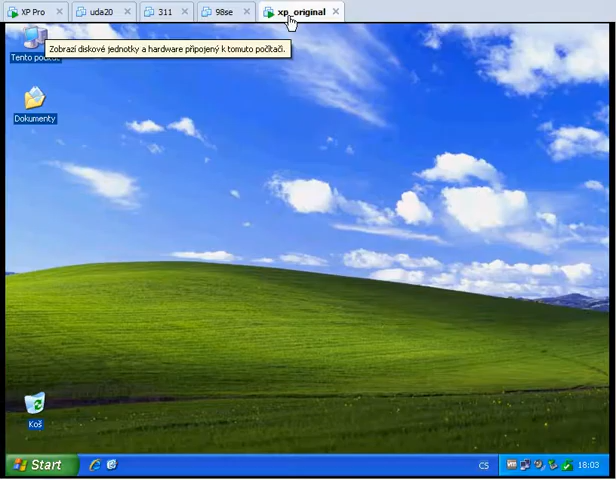 XP Pro
uda20
311
98se
xp_original
Zobrazí diskové jednotky a hardware připojený k tomuto počítači.
Tento počítač
Dokumenty
Koš
Start
CS
18:03